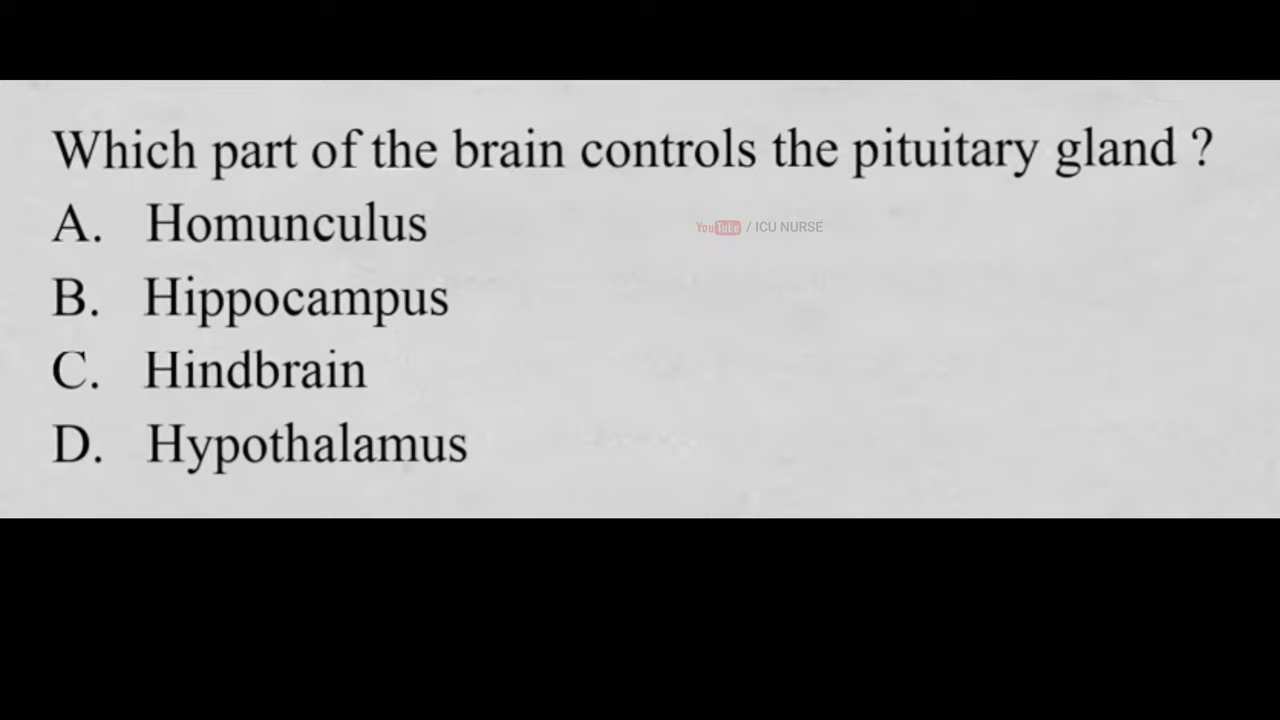 Which part of the brain controls the pituitary gland ?
A. Homunculus
YouTube / ICU NURSE
B. Hippocampus
C. Hindbrain
D. Hypothalamus